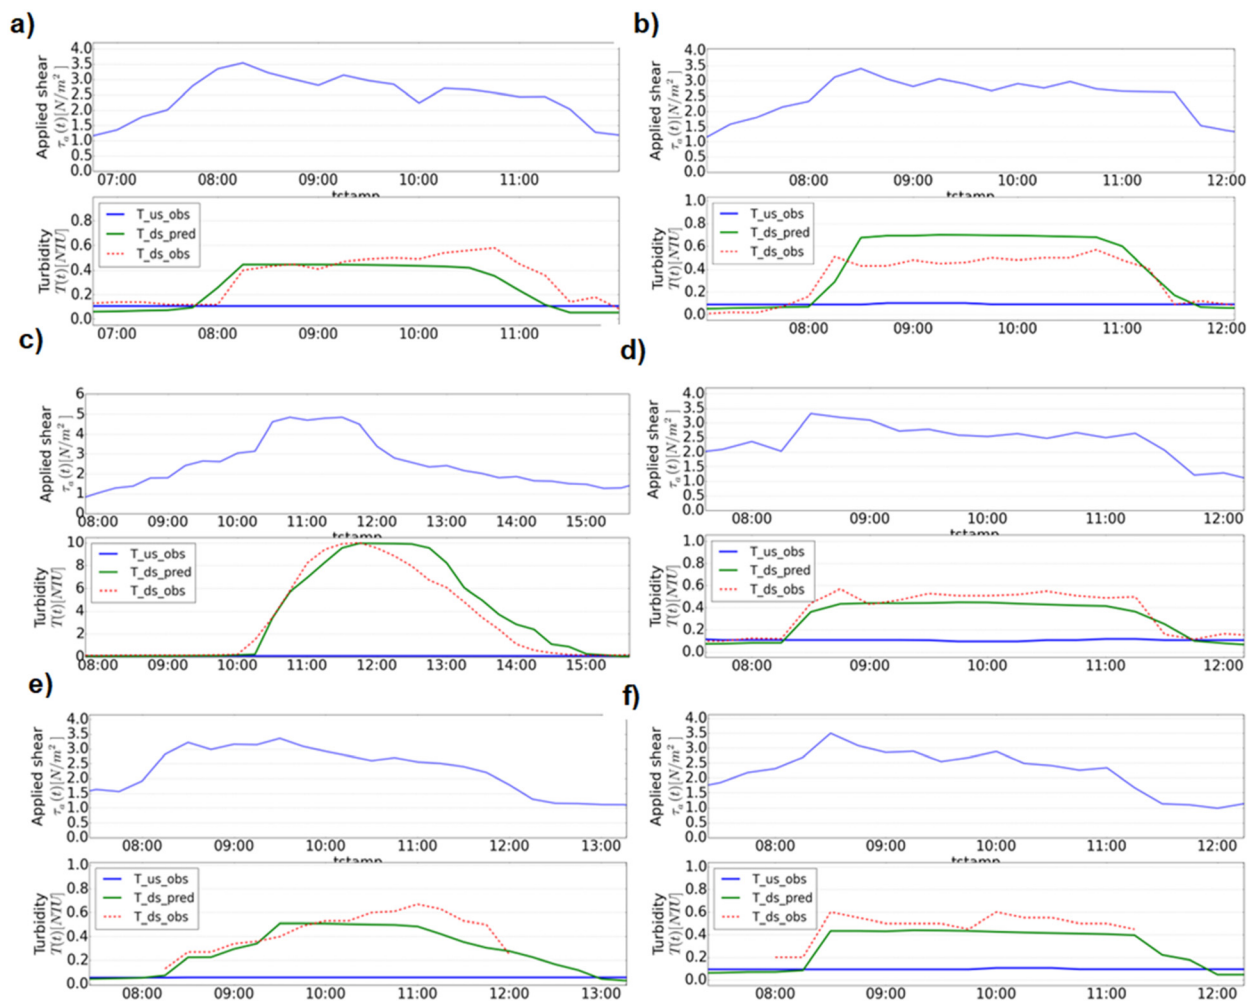 a)
Applied shear
τ_a(t)[N/m²]
4.0
3.5
3.0
2.5
2.0
1.5
1.0
0.5
0.0
07:00 08:00 09:00 10:00 11:00
tstamp
Turbidity
T(t)[NTU]
0.8
0.6
0.4
0.2
0.0
T_us_obs
T_ds_pred
T_ds_obs
07:00 08:00 09:00 10:00 11:00
b)
Applied shear
τ_a(t)[N/m²]
4.0
3.5
3.0
2.5
2.0
1.5
1.0
0.5
0.0
08:00 09:00 10:00 11:00 12:00
tstamp
Turbidity
T(t)[NTU]
1.0
0.8
0.6
0.4
0.2
0.0
T_us_obs
T_ds_pred
T_ds_obs
08:00 09:00 10:00 11:00 12:00
c)
Applied shear
τ_a(t)[N/m²]
6
5
4
3
2
1
0
08:00 09:00 10:00 11:00 12:00 13:00 14:00 15:00
tstamp
Turbidity
T(t)[NTU]
10
8
6
4
2
0
T_us_obs
T_ds_pred
T_ds_obs
08:00 09:00 10:00 11:00 12:00 13:00 14:00 15:00
d)
Applied shear
τ_a(t)[N/m²]
4.0
3.5
3.0
2.5
2.0
1.5
1.0
0.5
0.0
08:00 09:00 10:00 11:00 12:00
tstamp
Turbidity
T(t)[NTU]
1.0
0.8
0.6
0.4
0.2
0.0
T_us_obs
T_ds_pred
T_ds_obs
08:00 09:00 10:00 11:00 12:00
e)
Applied shear
τ_a(t)[N/m²]
4.0
3.5
3.0
2.5
2.0
1.5
1.0
0.5
0.0
08:00 09:00 10:00 11:00 12:00 13:00
tstamp
Turbidity
T(t)[NTU]
1.0
0.8
0.6
0.4
0.2
0.0
T_us_obs
T_ds_pred
T_ds_obs
08:00 09:00 10:00 11:00 12:00 13:00
f)
Applied shear
τ_a(t)[N/m²]
4.0
3.5
3.0
2.5
2.0
1.5
1.0
0.5
0.0
08:00 09:00 10:00 11:00 12:00
tstamp
Turbidity
T(t)[NTU]
1.0
0.8
0.6
0.4
0.2
0.0
T_us_obs
T_ds_pred
T_ds_obs
08:00 09:00 10:00 11:00 12:00